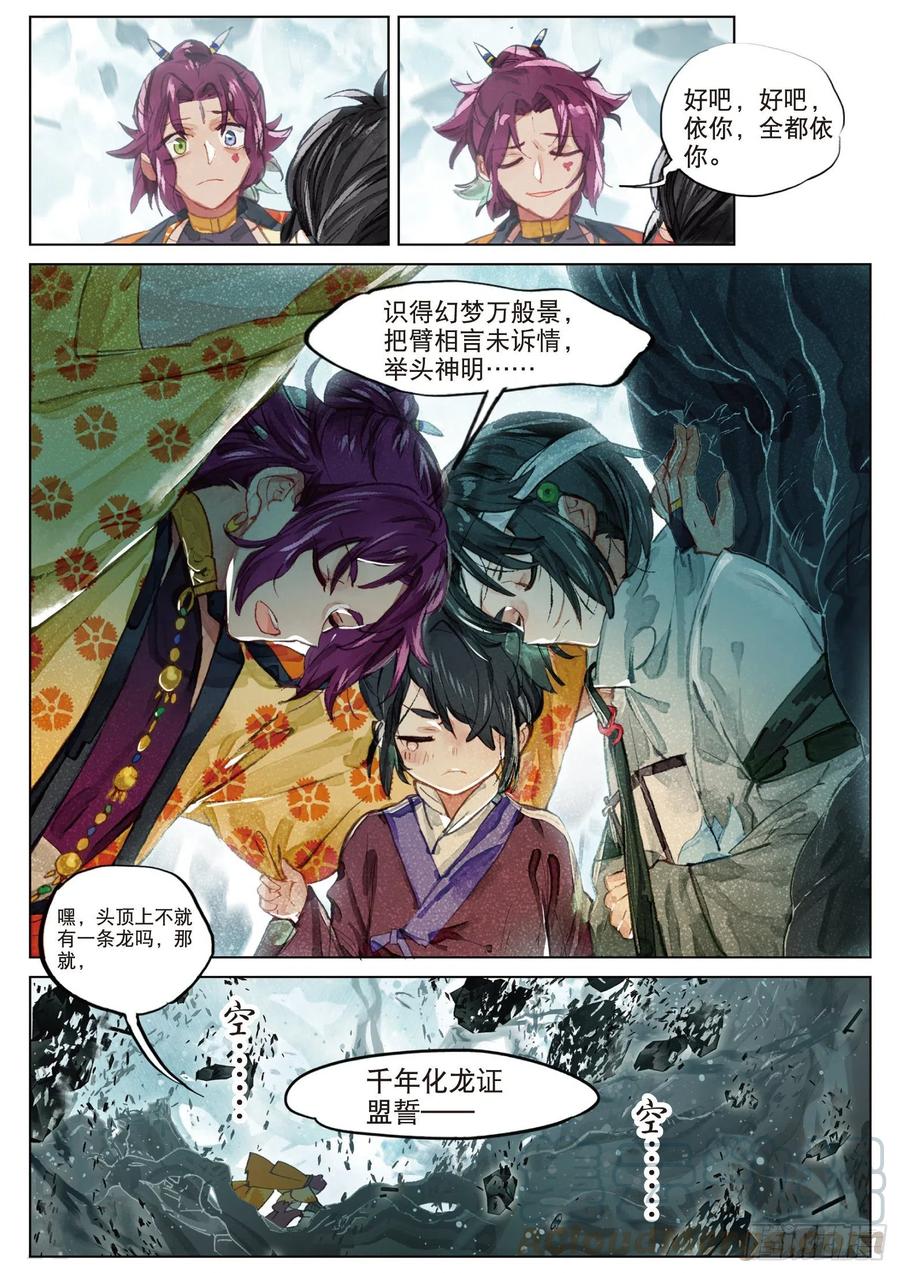 好吧，好吧，
依你，全都依
你。
识得幻梦万般景，
把臂相言未诉情，
举头神明……
嘿，头顶上不就
有一条龙吗，那
就，
空……
千年化龙证
盟誓——
空……